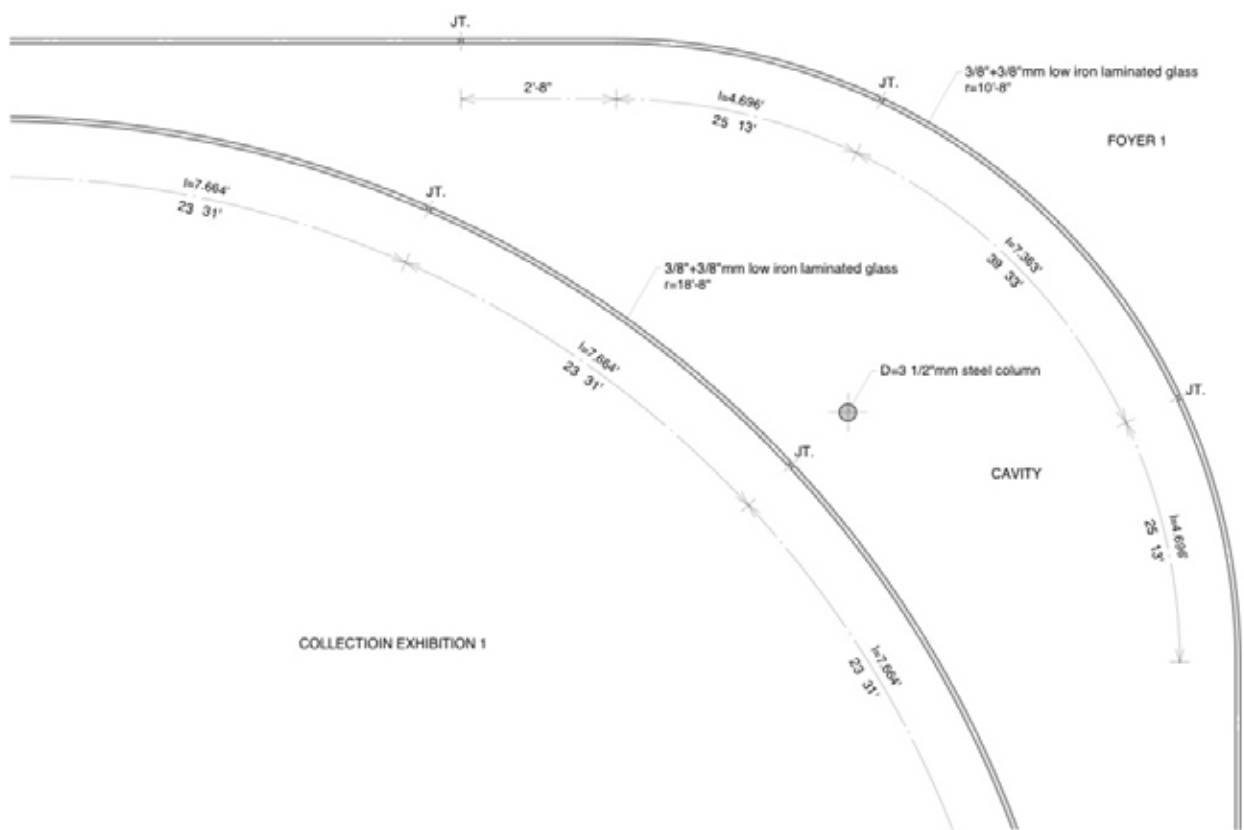 JT.
2'-8"
l=4.696'
25 13'
JT.
3/8"+3/8"mm low iron laminated glass
r=10'-8"
FOYER 1
l=7.664'
23 31'
JT.
l=7.363'
39 33'
3/8"+3/8"mm low iron laminated glass
r=18'-8"
l=7.664'
23 31'
D=3 1/2"mm steel column
JT.
JT.
CAVITY
l=4.696'
25 13'
COLLECTIOIN EXHIBITION 1
l=7.664'
23 31'